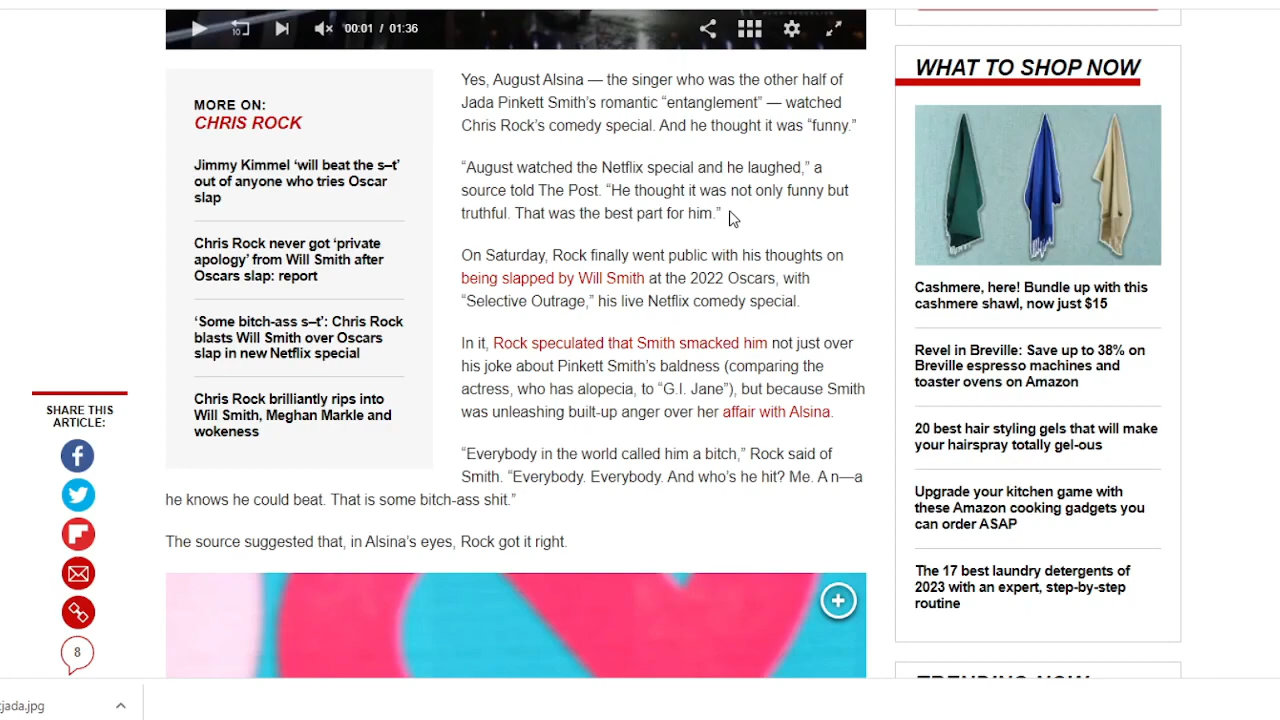 10
00:01 / 01:36
MORE ON:
CHRIS ROCK
Jimmy Kimmel ‘will beat the s–t’
out of anyone who tries Oscar
slap
Chris Rock never got ‘private
apology’ from Will Smith after
Oscars slap: report
‘Some bitch-ass s–t’: Chris Rock
blasts Will Smith over Oscars
slap in new Netflix special
Chris Rock brilliantly rips into
Will Smith, Meghan Markle and
wokeness
Yes, August Alsina — the singer who was the other half of
Jada Pinkett Smith’s romantic “entanglement” — watched
Chris Rock’s comedy special. And he thought it was “funny.”
“August watched the Netflix special and he laughed,” a
source told The Post. “He thought it was not only funny but
truthful. That was the best part for him.”
On Saturday, Rock finally went public with his thoughts on
being slapped by Will Smith at the 2022 Oscars, with
“Selective Outrage,” his live Netflix comedy special.
In it, Rock speculated that Smith smacked him not just over
his joke about Pinkett Smith’s baldness (comparing the
actress, who has alopecia, to “G.I. Jane”), but because Smith
was unleashing built-up anger over her affair with Alsina.
“Everybody in the world called him a bitch,” Rock said of
Smith. “Everybody. Everybody. And who’s he hit? Me. A n—a
he knows he could beat. That is some bitch-ass shit.”
The source suggested that, in Alsina’s eyes, Rock got it right.
SHARE THIS
ARTICLE:
8
WHAT TO SHOP NOW
Cashmere, here! Bundle up with this
cashmere shawl, now just $15
Revel in Breville: Save up to 38% on
Breville espresso machines and
toaster ovens on Amazon
20 best hair styling gels that will make
your hairspray totally gel-ous
Upgrade your kitchen game with
these Amazon cooking gadgets you
can order ASAP
The 17 best laundry detergents of
2023 with an expert, step-by-step
routine
TRENDING NOW
jada.jpg